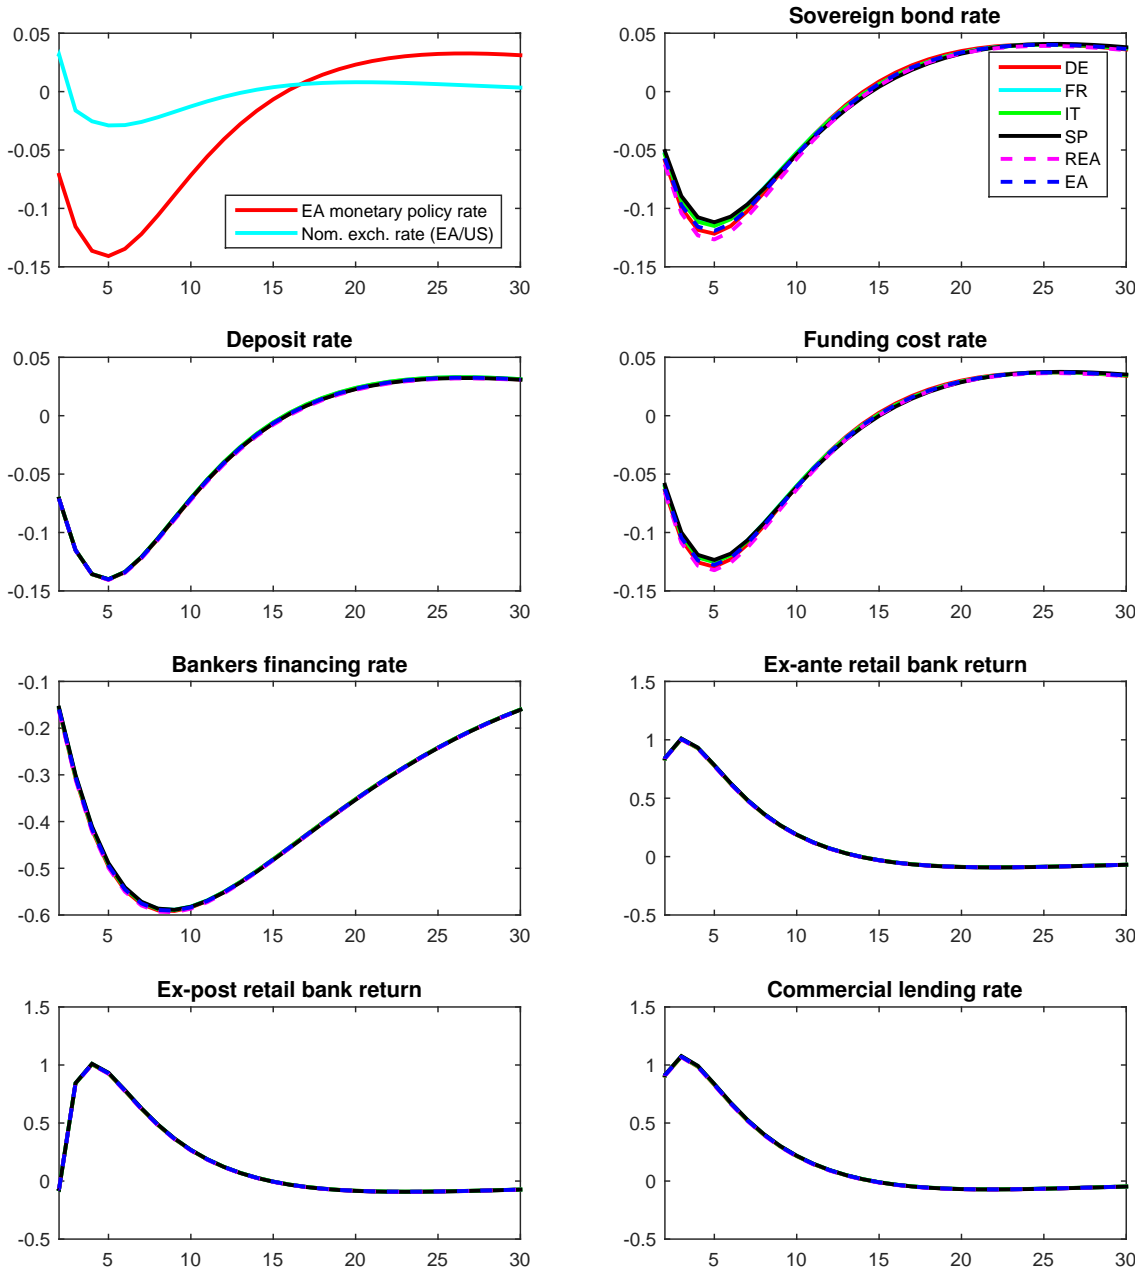 0.05
0
-0.05
-0.1
-0.15
5 10 15 20 25 30
EA monetary policy rate
Nom. exch. rate (EA/US)
Sovereign bond rate
0.05
0
-0.05
-0.1
-0.15
5 10 15 20 25 30
DE
FR
IT
SP
REA
EA
Deposit rate
0.05
0
-0.05
-0.1
-0.15
5 10 15 20 25 30
Funding cost rate
0.05
0
-0.05
-0.1
-0.15
5 10 15 20 25 30
Bankers financing rate
-0.1
-0.2
-0.3
-0.4
-0.5
-0.6
5 10 15 20 25 30
Ex-ante retail bank return
1.5
1
0.5
0
-0.5
5 10 15 20 25 30
Ex-post retail bank return
1.5
1
0.5
0
-0.5
5 10 15 20 25 30
Commercial lending rate
1.5
1
0.5
0
-0.5
5 10 15 20 25 30